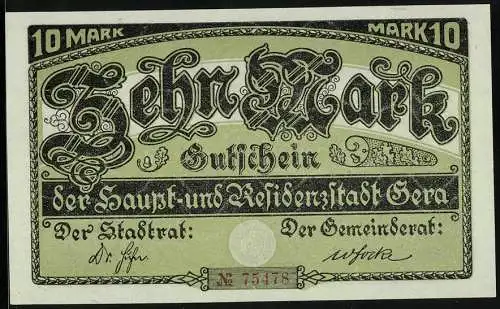 10 MARK MARK 10
Zehn Mark
Gutschein
der Haupt- und Residenzstadt Gera
Der Stadtrat: Der Gemeinderat:
№ 75478